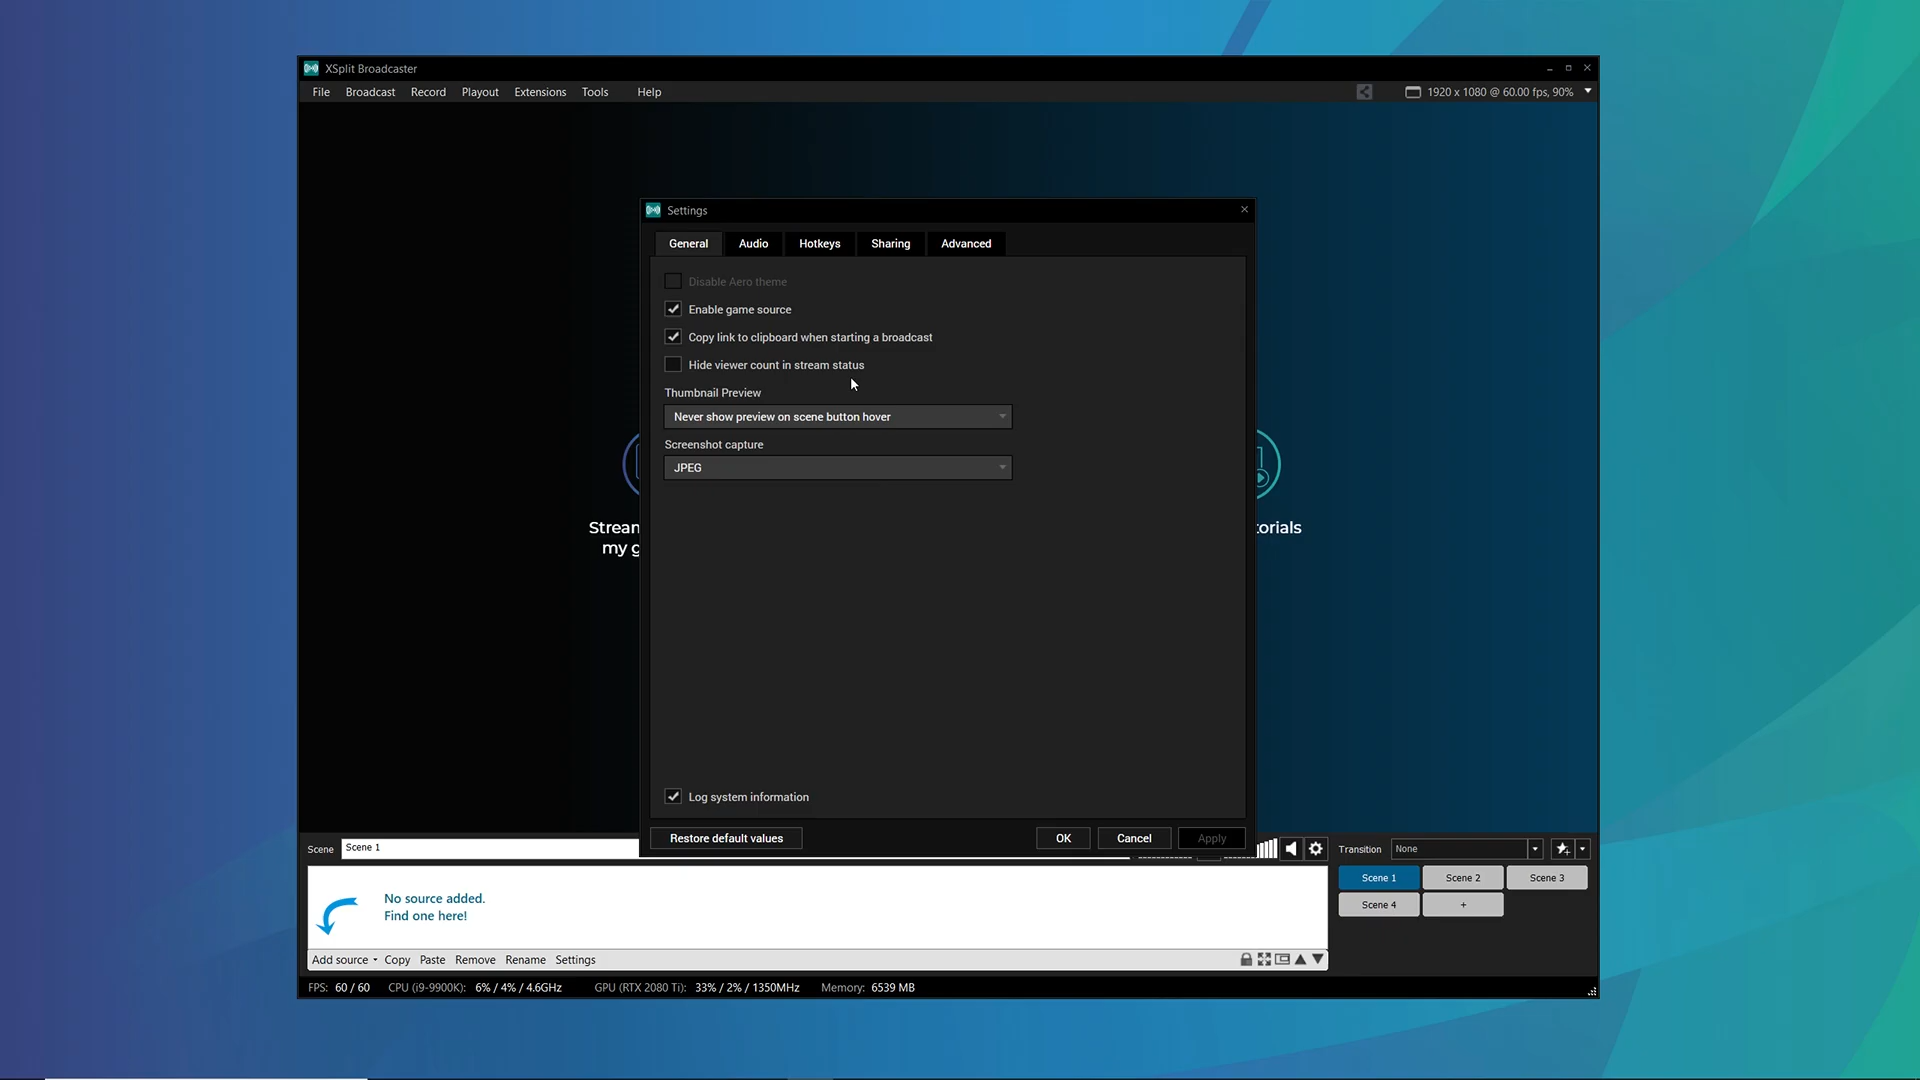 XSplit Broadcaster
File Broadcast Record Playout Extensions Tools Help 1920 x 1080 @ 60.00 fps, 90%
Settings
General Audio Hotkeys Sharing Advanced
Disable Aero theme
Enable game source
Copy link to clipboard when starting a broadcast
Hide viewer count in stream status
Thumbnail Preview
Never show preview on scene button hover
Screenshot capture
JPEG
Strean
my g
torials
Log system information
Restore default values OK Cancel Apply
Scene Scene 1 Transition None
Scene 1 Scene 2 Scene 3
Scene 4 +
No source added.
Find one here!
Add source Copy Paste Remove Rename Settings
FPS: 60 / 60 CPU (i9-9900K): 6% / 4% / 4.6GHz GPU (RTX 2080 Ti): 33% / 2% / 1350MHz Memory: 6539 MB